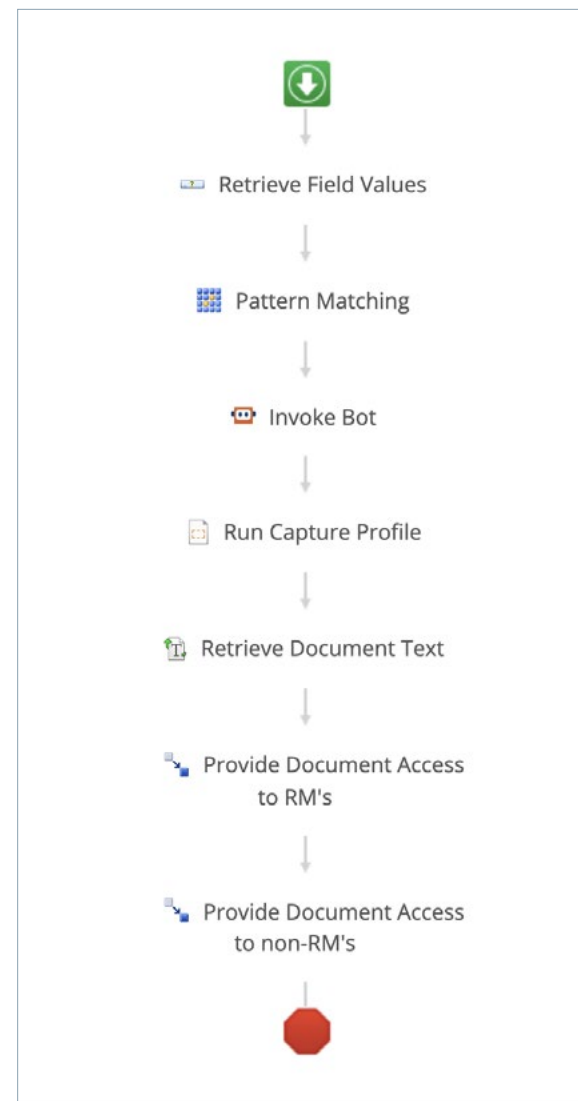 Retrieve Field Values
Pattern Matching
Invoke Bot
Run Capture Profile
Retrieve Document Text
Provide Document Access
to RM's
Provide Document Access
to non-RM's